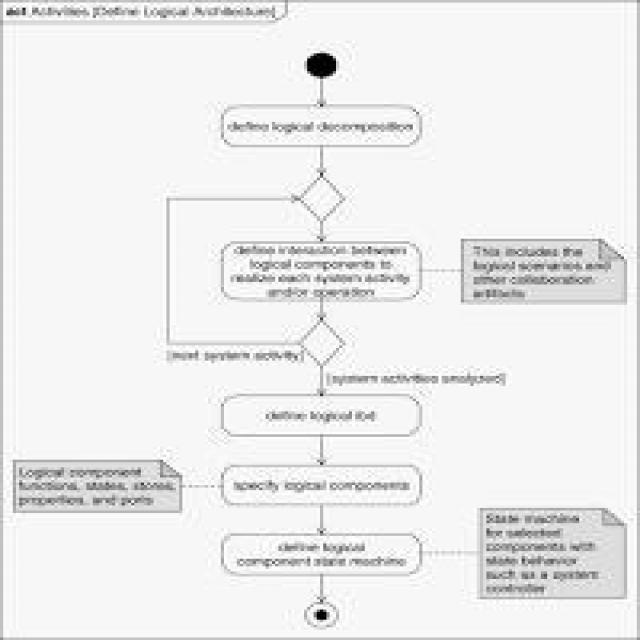 act Activities [Define Logical Architecture]
define logical decomposition
define interaction between
logical components to
realize each system activity
and/or operation
This includes the
logical scenarios and
other collaboration
artifacts
[next system activity]
[system activities analyzed]
define logical ibd
Logical component
functions, states, stores,
properties, and ports
specify logical components
State machine
for selected
components with
state behavior
such as a system
controller
define logical
component state machine